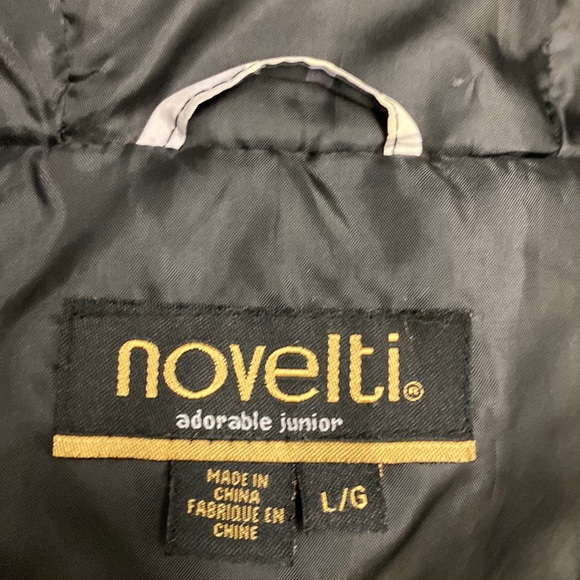 novelti®
adorable junior
MADE IN
CHINA
FABRIQUE EN
CHINE
L/G